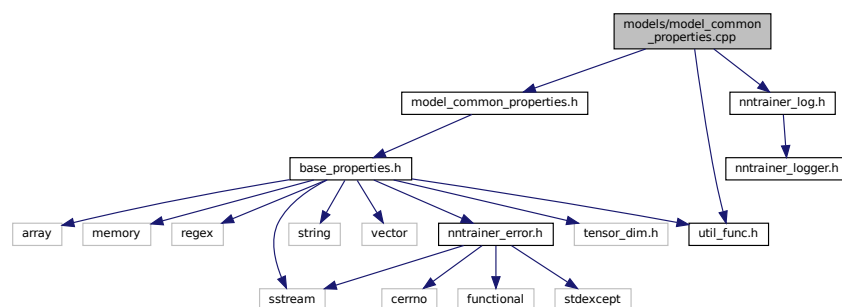 models/model_common
_properties.cpp
model_common_properties.h
nntrainer_log.h
base_properties.h
nntrainer_logger.h
array
memory
regex
string
vector
nntrainer_error.h
tensor_dim.h
util_func.h
sstream
cerrno
functional
stdexcept